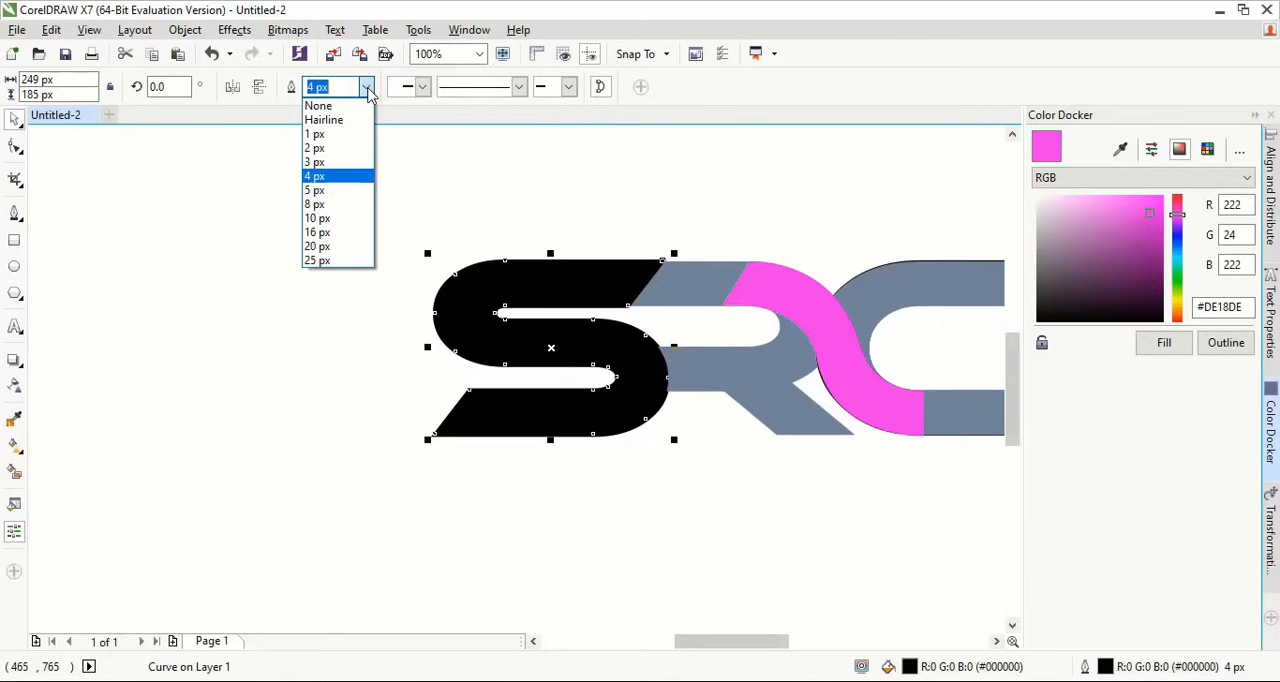 CorelDRAW X7 (64-Bit Evaluation Version) - Untitled-2
File Edit View Layout Object Effects Bitmaps Text Table Tools Window Help
100% Snap To
249 px
185 px
0.0 °
4 px
None
Hairline
1 px
2 px
3 px
4 px
5 px
8 px
10 px
16 px
20 px
25 px
Untitled-2
Color Docker
RGB
R 222
G 24
B 222
#DE18DE
Fill Outline
Align and Distribute
Text Properties
Color Docker
Transformati...
SRC
1 of 1 Page 1
(465 , 765) Curve on Layer 1 R:0 G:0 B:0 (#000000) R:0 G:0 B:0 (#000000) 4 px